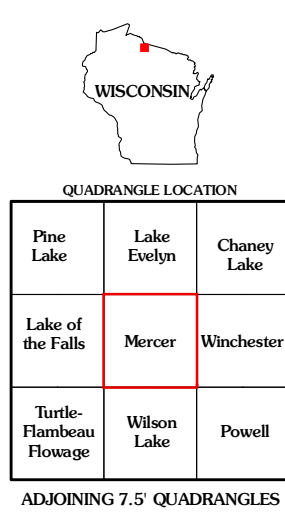 WISCONSIN
QUADRANGLE LOCATION
Pine
Lake
Lake
Evelyn
Chaney
Lake
Lake of
the Falls
Mercer
Winchester
Turtle-
Flambeau
Flowage
Wilson
Lake
Powell
ADJOINING 7.5' QUADRANGLES